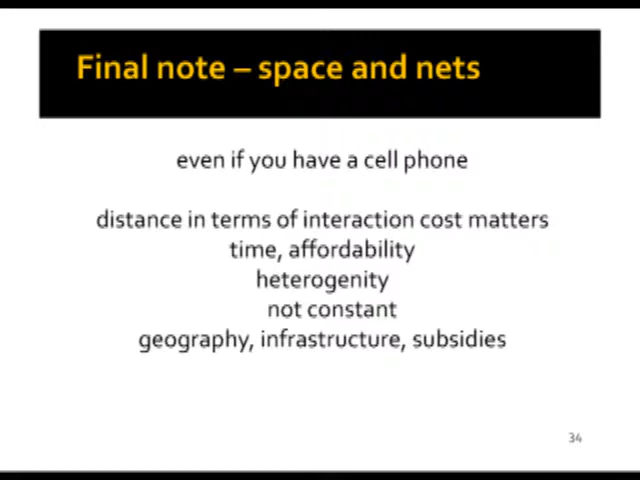 Final note – space and nets
even if you have a cell phone
distance in terms of interaction cost matters
time, affordability
heterogenity
not constant
geography, infrastructure, subsidies
34